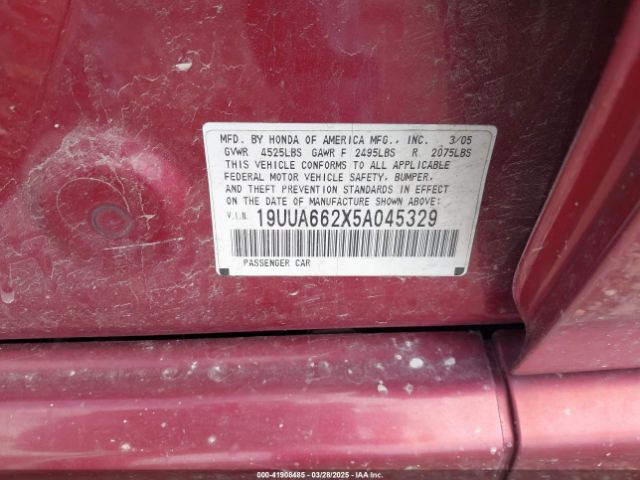 MFD. BY HONDA OF AMERICA MFG., INC. 3/05
GVWR 4525LBS GAWR F 2495LBS R 2075LBS
THIS VEHICLE CONFORMS TO ALL APPLICABLE
FEDERAL MOTOR VEHICLE SAFETY, BUMPER,
AND THEFT PREVENTION STANDARDS IN EFFECT
ON THE DATE OF MANUFACTURE SHOWN ABOVE:
V.I.N. 19UUA662X5A045329
PASSENGER CAR
000-41908485 | 03/28/2025 | IAAI.COM